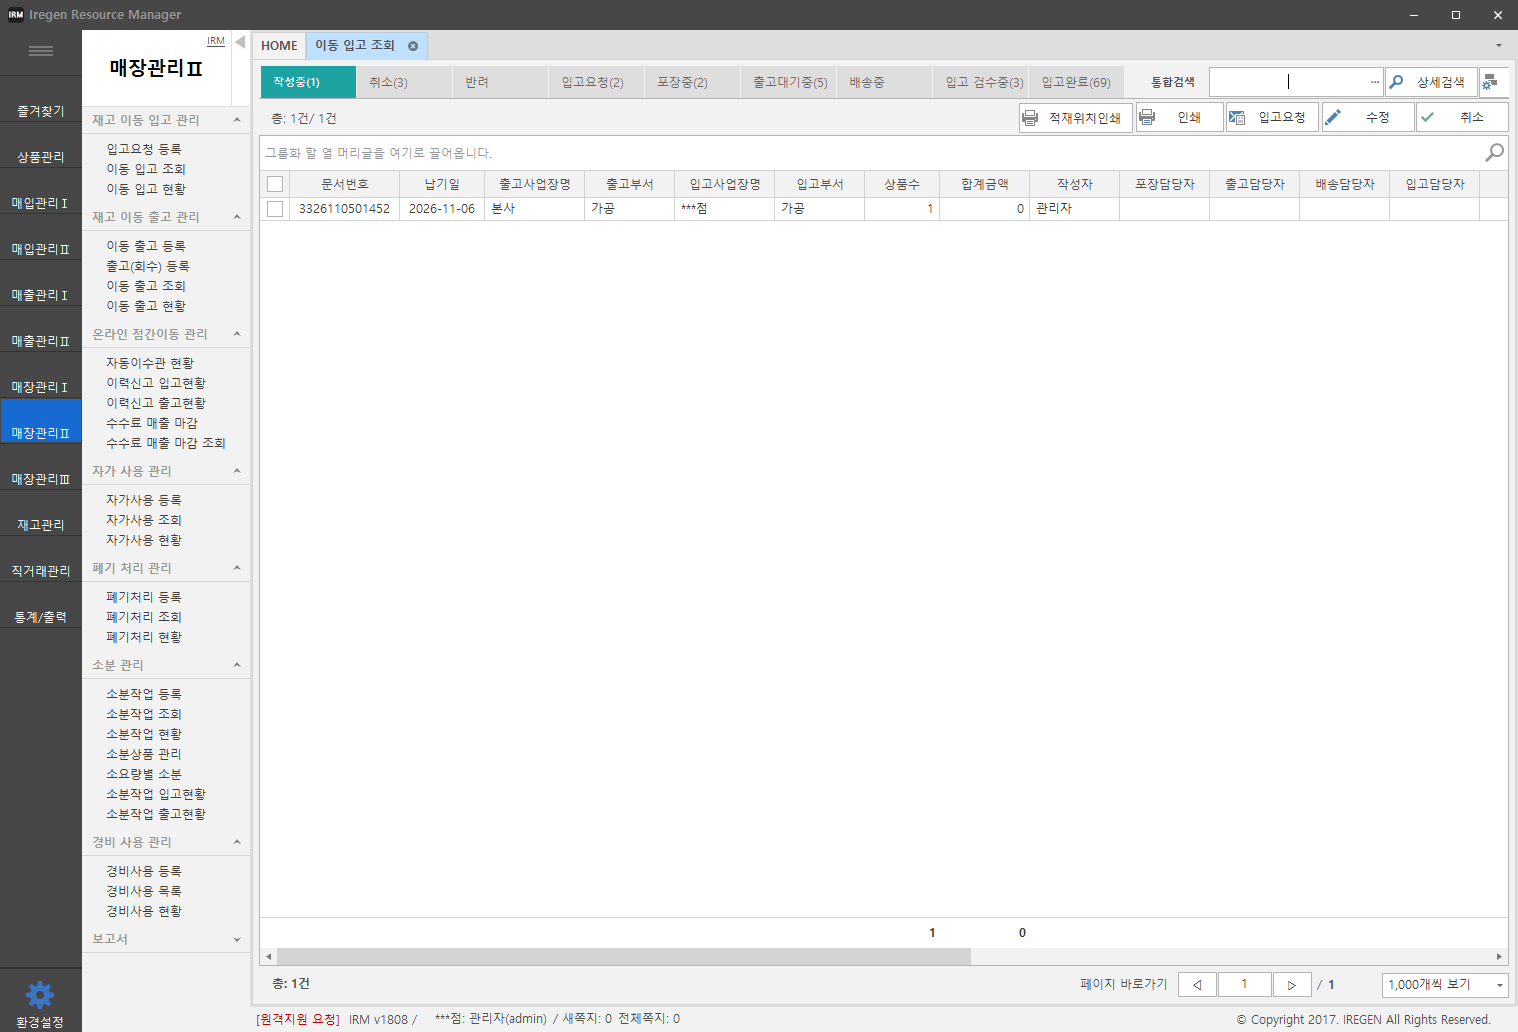 IRM Iregen Resource Manager
즐겨찾기
상품관리
매입관리Ⅰ
매입관리Ⅱ
매출관리Ⅰ
매출관리Ⅱ
매장관리Ⅰ
매장관리Ⅱ
매장관리Ⅲ
재고관리
직거래관리
통계/출력
환경설정
IRM
매장관리Ⅱ
재고 이동 입고 관리
입고요청 등록
이동 입고 조회
이동 입고 현황
재고 이동 출고 관리
이동 출고 등록
출고(회수) 등록
이동 출고 조회
이동 출고 현황
온라인 점간이동 관리
자동이수관 현황
이력신고 입고현황
이력신고 출고현황
수수료 매출 마감
수수료 매출 마감 조회
자가 사용 관리
자가사용 등록
자가사용 조회
자가사용 현황
폐기 처리 관리
폐기처리 등록
폐기처리 조회
폐기처리 현황
소분 관리
소분작업 등록
소분작업 조회
소분작업 현황
소분상품 관리
소요량별 소분
소분작업 입고현황
소분작업 출고현황
경비 사용 관리
경비사용 등록
경비사용 목록
경비사용 현황
보고서
HOME 이동 입고 조회
작성중(1) 취소(3) 반려 입고요청(2) 포장중(2) 출고대기중(5) 배송중 입고 검수중(3) 입고완료(69) 통합검색 ... 상세검색
총: 1건/ 1건 적재위치인쇄 인쇄 입고요청 수정 취소
그룹화 할 열 머리글을 여기로 끌어옵니다.
문서번호 납기일 출고사업장명 출고부서 입고사업장명 입고부서 상품수 합계금액 작성자 포장담당자 출고담당자 배송담당자 입고담당자
3326110501452 2026-11-06 본사 가공 ***점 가공 1 0 관리자
1 0
총: 1건 페이지 바로가기 1 / 1 1,000개씩 보기
[원격지원 요청] IRM v1808 / ***점: 관리자(admin) / 새쪽지: 0 전체쪽지: 0 © Copyright 2017. IREGEN All Rights Reserved.